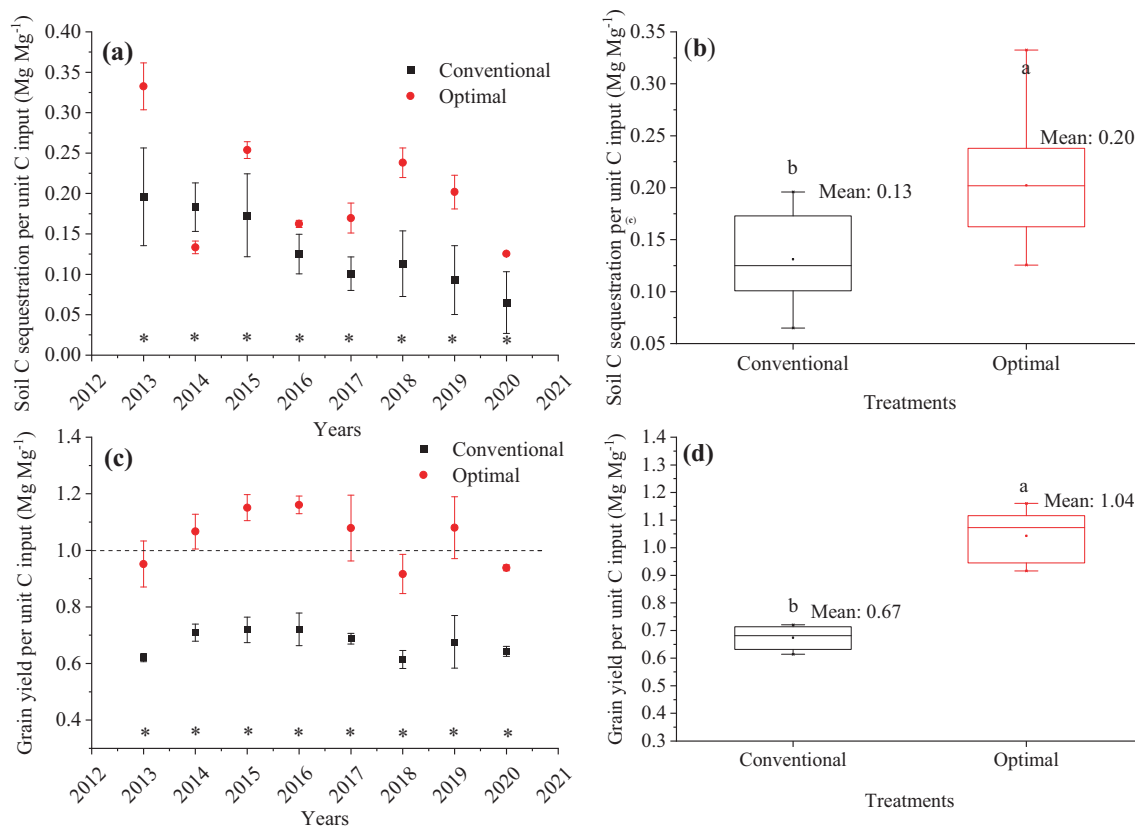 (a)
Conventional
Optimal
Soil C sequestration per unit C input (Mg Mg⁻¹)
0.40
0.35
0.30
0.25
0.20
0.15
0.10
0.05
0.00
* * * * * * * *
2012 2013 2014 2015 2016 2017 2018 2019 2020 2021
Years
(b)
Soil C sequestration per unit C input (Mg Mg⁻¹)
0.35
0.30
0.25
0.20
0.15
0.10
0.05
b
Mean: 0.13
a
Mean: 0.20
Conventional Optimal
Treatments
(c)
Conventional
Optimal
Grain yield per unit C input (Mg Mg⁻¹)
1.4
1.2
1.0
0.8
0.6
0.4
* * * * * * * *
2012 2013 2014 2015 2016 2017 2018 2019 2020 2021
Years
(d)
Grain yield per unit C input (Mg Mg⁻¹)
1.4
1.3
1.2
1.1
1.0
0.9
0.8
0.7
0.6
0.5
0.4
0.3
b
Mean: 0.67
a
Mean: 1.04
Conventional Optimal
Treatments